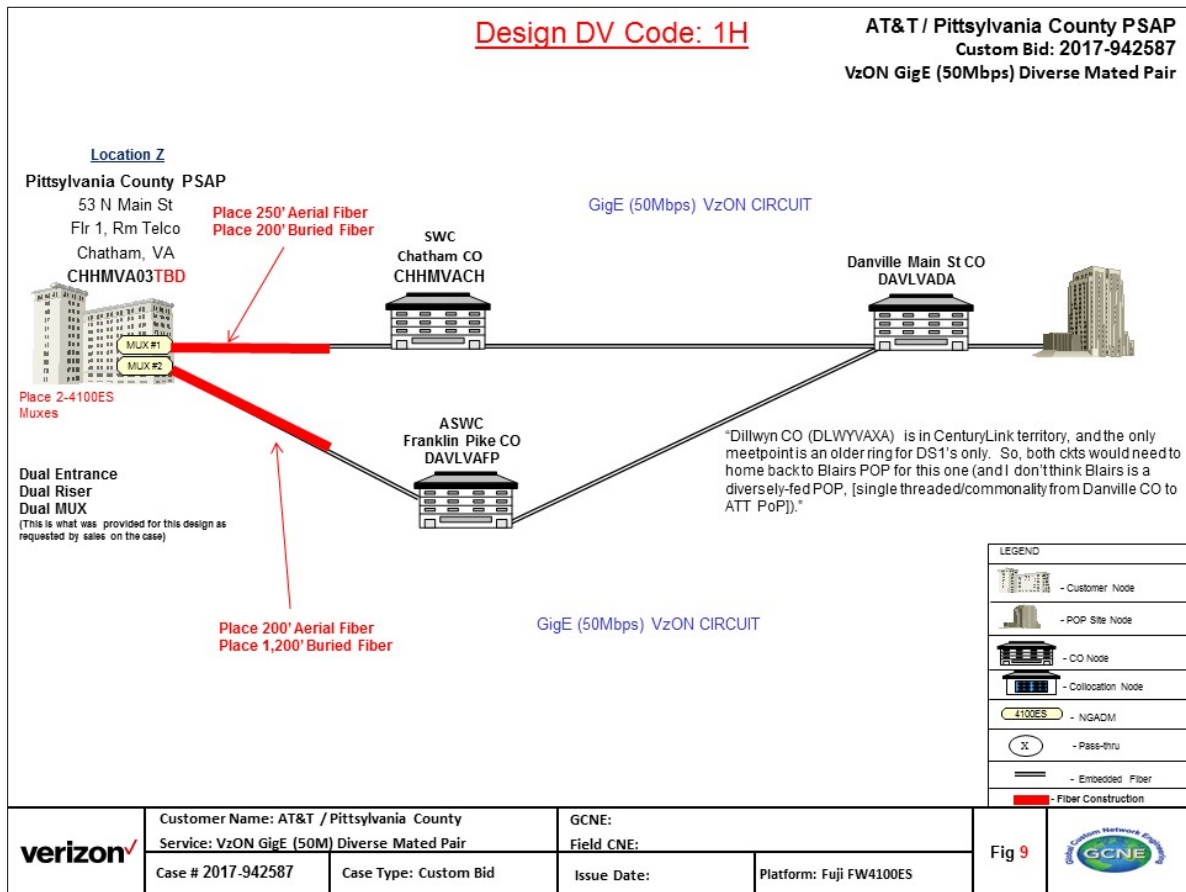 Design DV Code: 1H
AT&T / Pittsylvania County PSAP
Custom Bid: 2017-942587
VzON GigE (50Mbps) Diverse Mated Pair
Location Z
Pittsylvania County PSAP
53 N Main St
Flr 1, Rm Telco
Chatham, VA
CHHMVA03TBD
Place 250' Aerial Fiber
Place 200' Buried Fiber
GigE (50Mbps) VzON CIRCUIT
SWC
Chatham CO
CHHMVACH
Danville Main St CO
DAVLVADA
MUX #1
MUX #2
Place 2-4100ES
Muxes
ASWC
Franklin Pike CO
DAVLVAFP
"Dillwyn CO (DLWYVAXA) is in CenturyLink territory, and the only
meetpoint is an older ring for DS1's only. So, both ckts would need to
home back to Blairs POP for this one (and I don't think Blairs is a
diversely-fed POP, [single threaded/commonality from Danville CO to
ATT PoP])."
Dual Entrance
Dual Riser
Dual MUX
(This is what was provided for this design as
requested by sales on the case)
Place 200' Aerial Fiber
Place 1,200' Buried Fiber
GigE (50Mbps) VzON CIRCUIT
LEGEND
- Customer Node
- POP Site Node
- CO Node
- Collocation Node
4100ES - NGADM
X - Pass-thru
- Embedded Fiber
- Fiber Construction
verizon
Customer Name: AT&T / Pittsylvania County
Service: VzON GigE (50M) Diverse Mated Pair
Case # 2017-942587
Case Type: Custom Bid
GCNE:
Field CNE:
Issue Date:
Platform: Fuji FW4100ES
Fig 9
Global Custom Network Engineering
GCNE